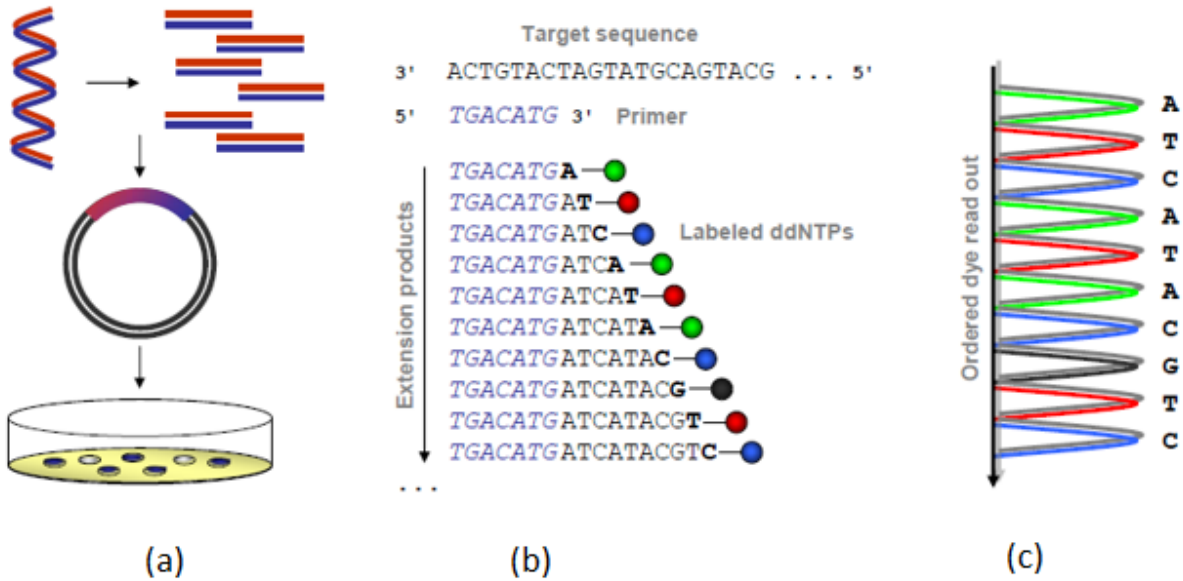 Target sequence
3' ACTGTACTAGTATGCAGTACG ... 5'
5' TGACATG 3' Primer
Extension products
TGACATGA
TGACATGAT
TGACATGATC
Labeled ddNTPs
TGACATGATCA
TGACATGATCAT
TGACATGATCATA
TGACATGATCATAC
TGACATGATCATACG
TGACATGATCATACGT
TGACATGATCATACGTC
...
Ordered dye read out
A
T
C
A
T
A
C
G
T
C
(a)
(b)
(c)